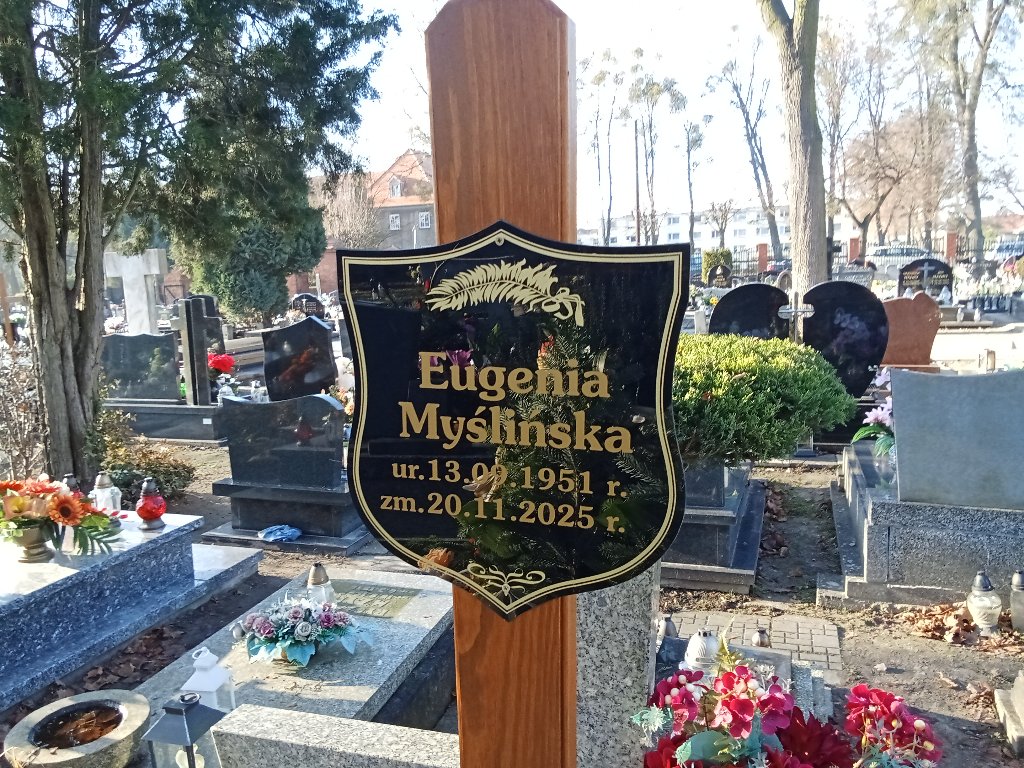 Eugenia
Myślińska
ur.13.09.1951 r.
zm.20.11.2025 r.